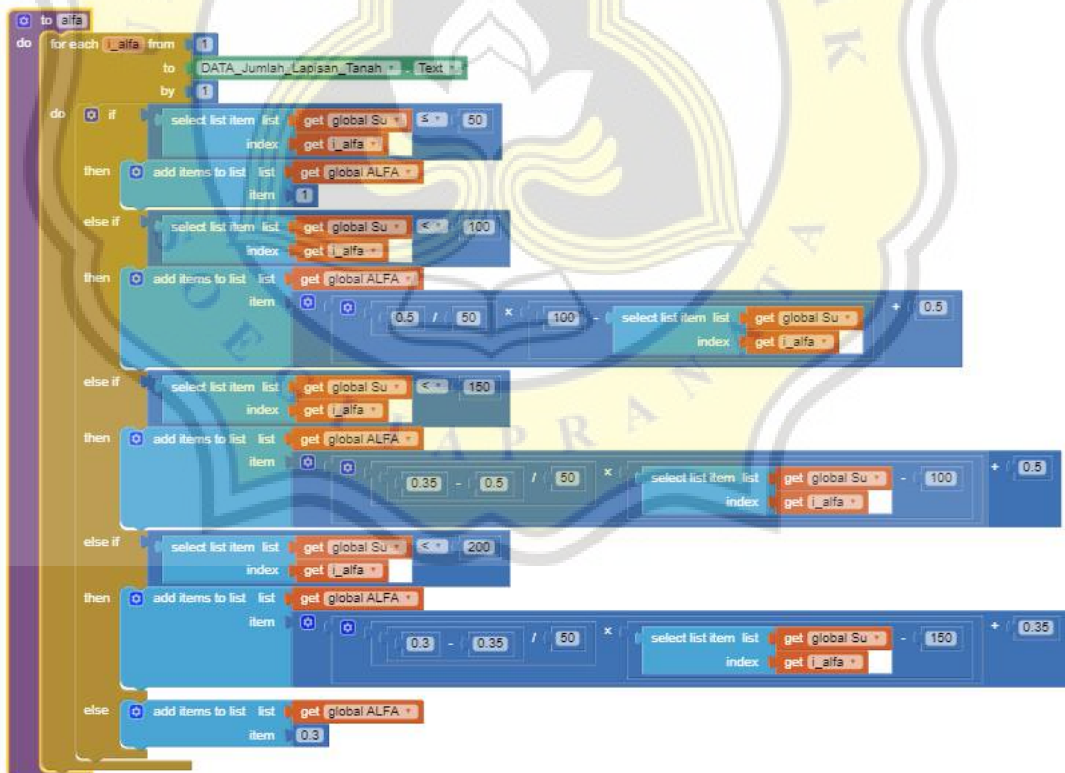 to alfa
do for each i_alfa from 1
to DATA_Jumlah_Lapisan_Tanah . Text
by 1
do if select list item list get global Su ≤ 50
index get i_alfa
then add items to list list get global ALFA
item 1
else if select list item list get global Su < 100
index get i_alfa
then add items to list list get global ALFA
item 0.5 / 50 × 100 - select list item list get global Su + 0.5
index get i_alfa
else if select list item list get global Su < 150
index get i_alfa
then add items to list list get global ALFA
item 0.35 - 0.5 / 50 × select list item list get global Su - 100 + 0.5
index get i_alfa
else if select list item list get global Su < 200
index get i_alfa
then add items to list list get global ALFA
item 0.3 - 0.35 / 50 × select list item list get global Su - 150 + 0.35
index get i_alfa
else add items to list list get global ALFA
item 0.3